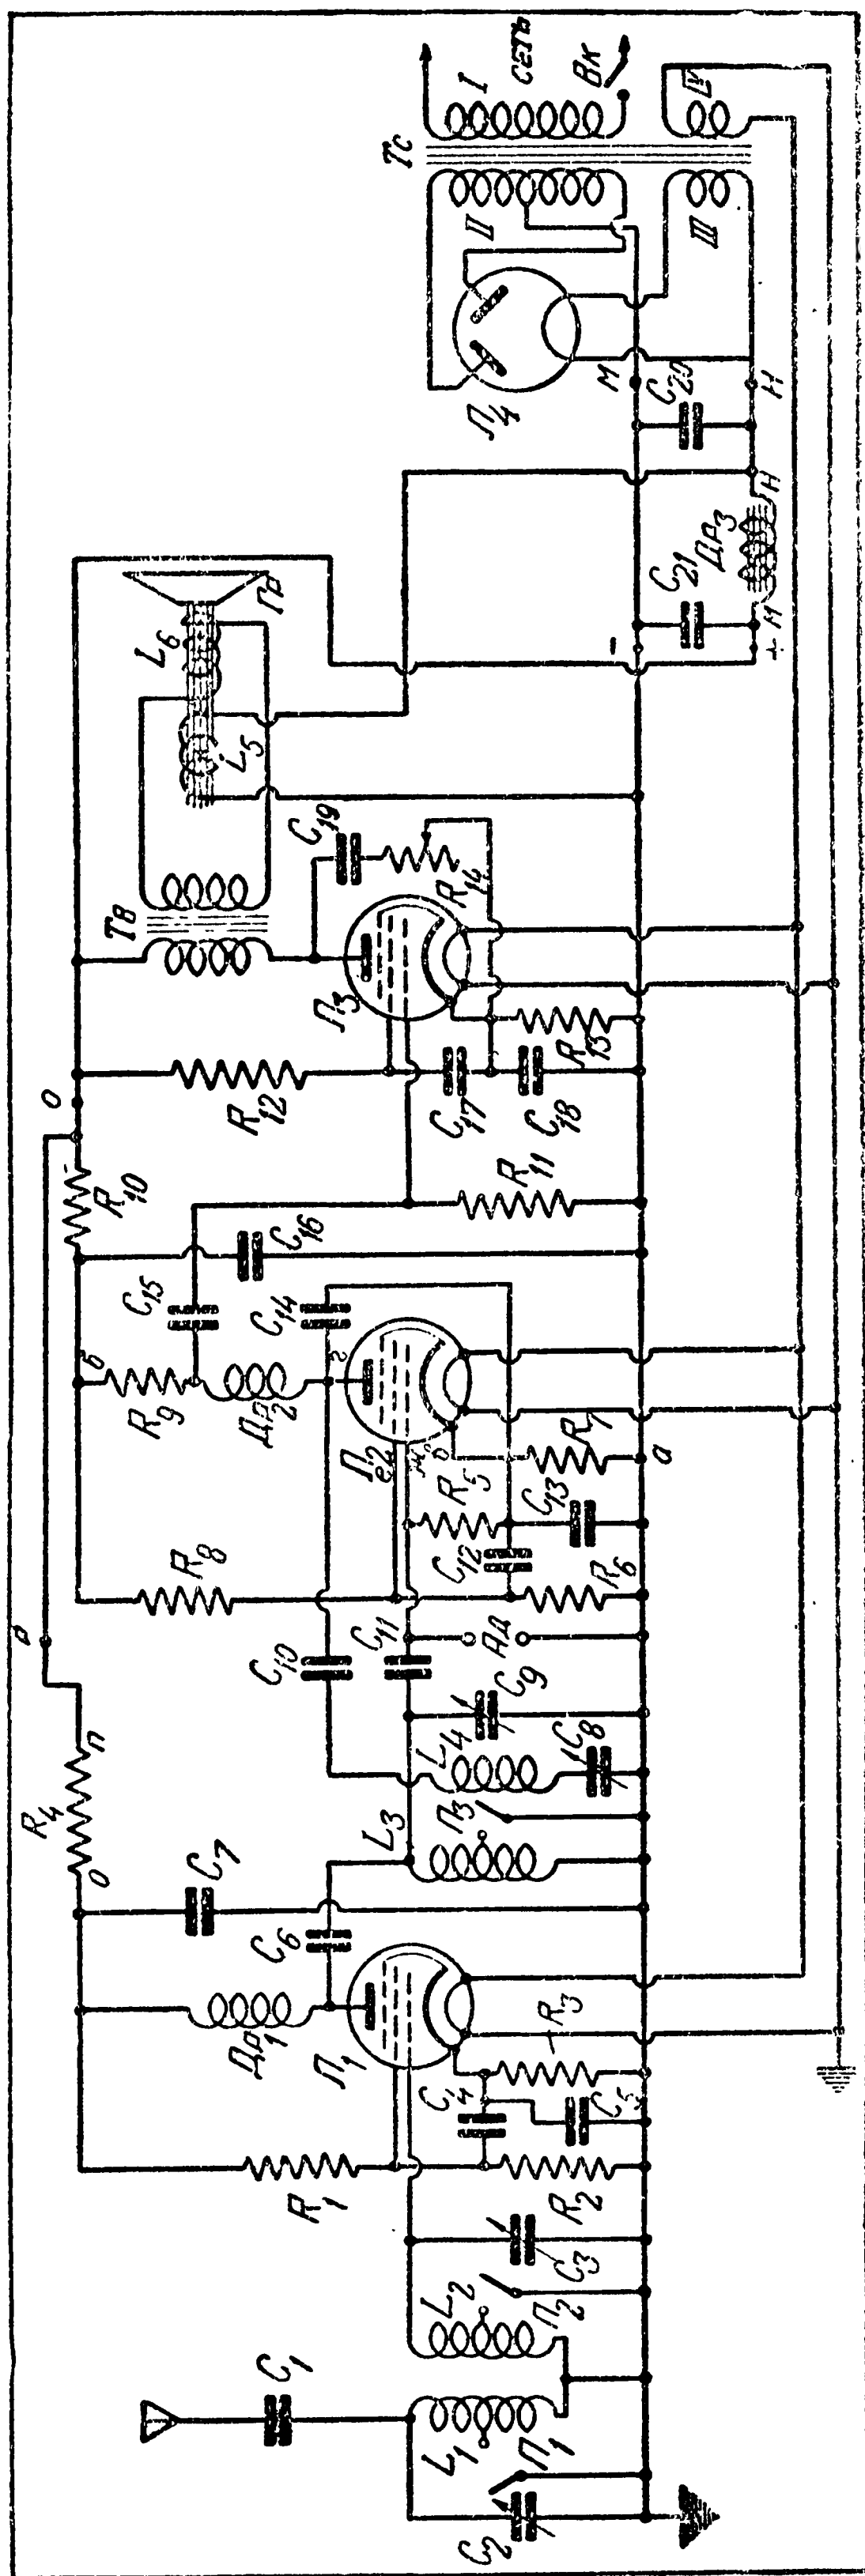 C₁
C₂
L₁
П₁
L₂
П₂
C₃
R₁
R₂
C₄
C₅
R₃
Л₁
Др₁
C₆
C₇
О
R₄
П
Р
L₃
П₃
L₄
C₈
C₉
C₁₀
C₁₁
Ад
R₈
R₆
C₁₂
R₅
C₁₃
R₇
а
Л₂
е
г
б
R₉
Др₂
C₁₄
C₁₅
C₁₆
R₁₀
О
R₁₁
R₁₂
C₁₇
C₁₈
R₁₃
Л₃
C₁₉
R₁₄
Тв
L₅
L₆
Гр
−
+
М
C₂₁
Др₃
Н
C₂₀
М
Н
Л₄
II
III
Тс
I
СЕТЬ
ВК
IV